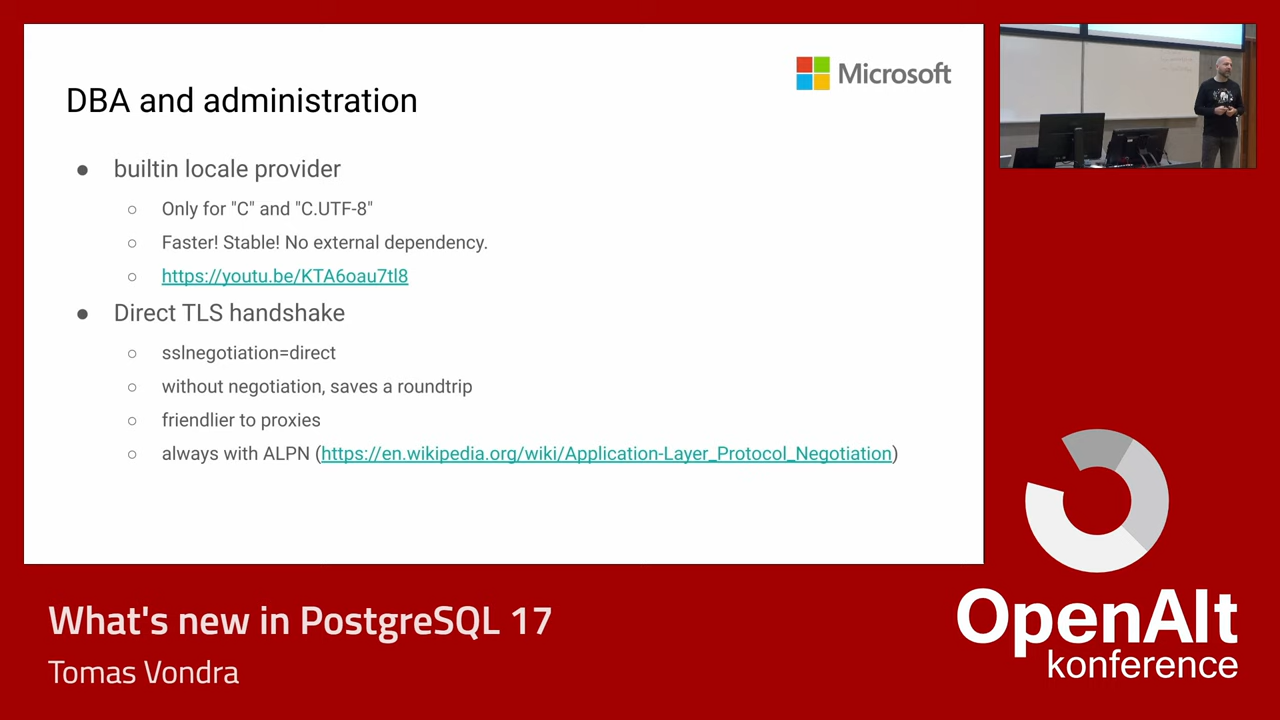 Microsoft
DBA and administration
● builtin locale provider
○ Only for "C" and "C.UTF-8"
○ Faster! Stable! No external dependency.
○ https://youtu.be/KTA6oau7tl8
● Direct TLS handshake
○ sslnegotiation=direct
○ without negotiation, saves a roundtrip
○ friendlier to proxies
○ always with ALPN (https://en.wikipedia.org/wiki/Application-Layer_Protocol_Negotiation)
What's new in PostgreSQL 17
Tomas Vondra
OpenAlt
konference